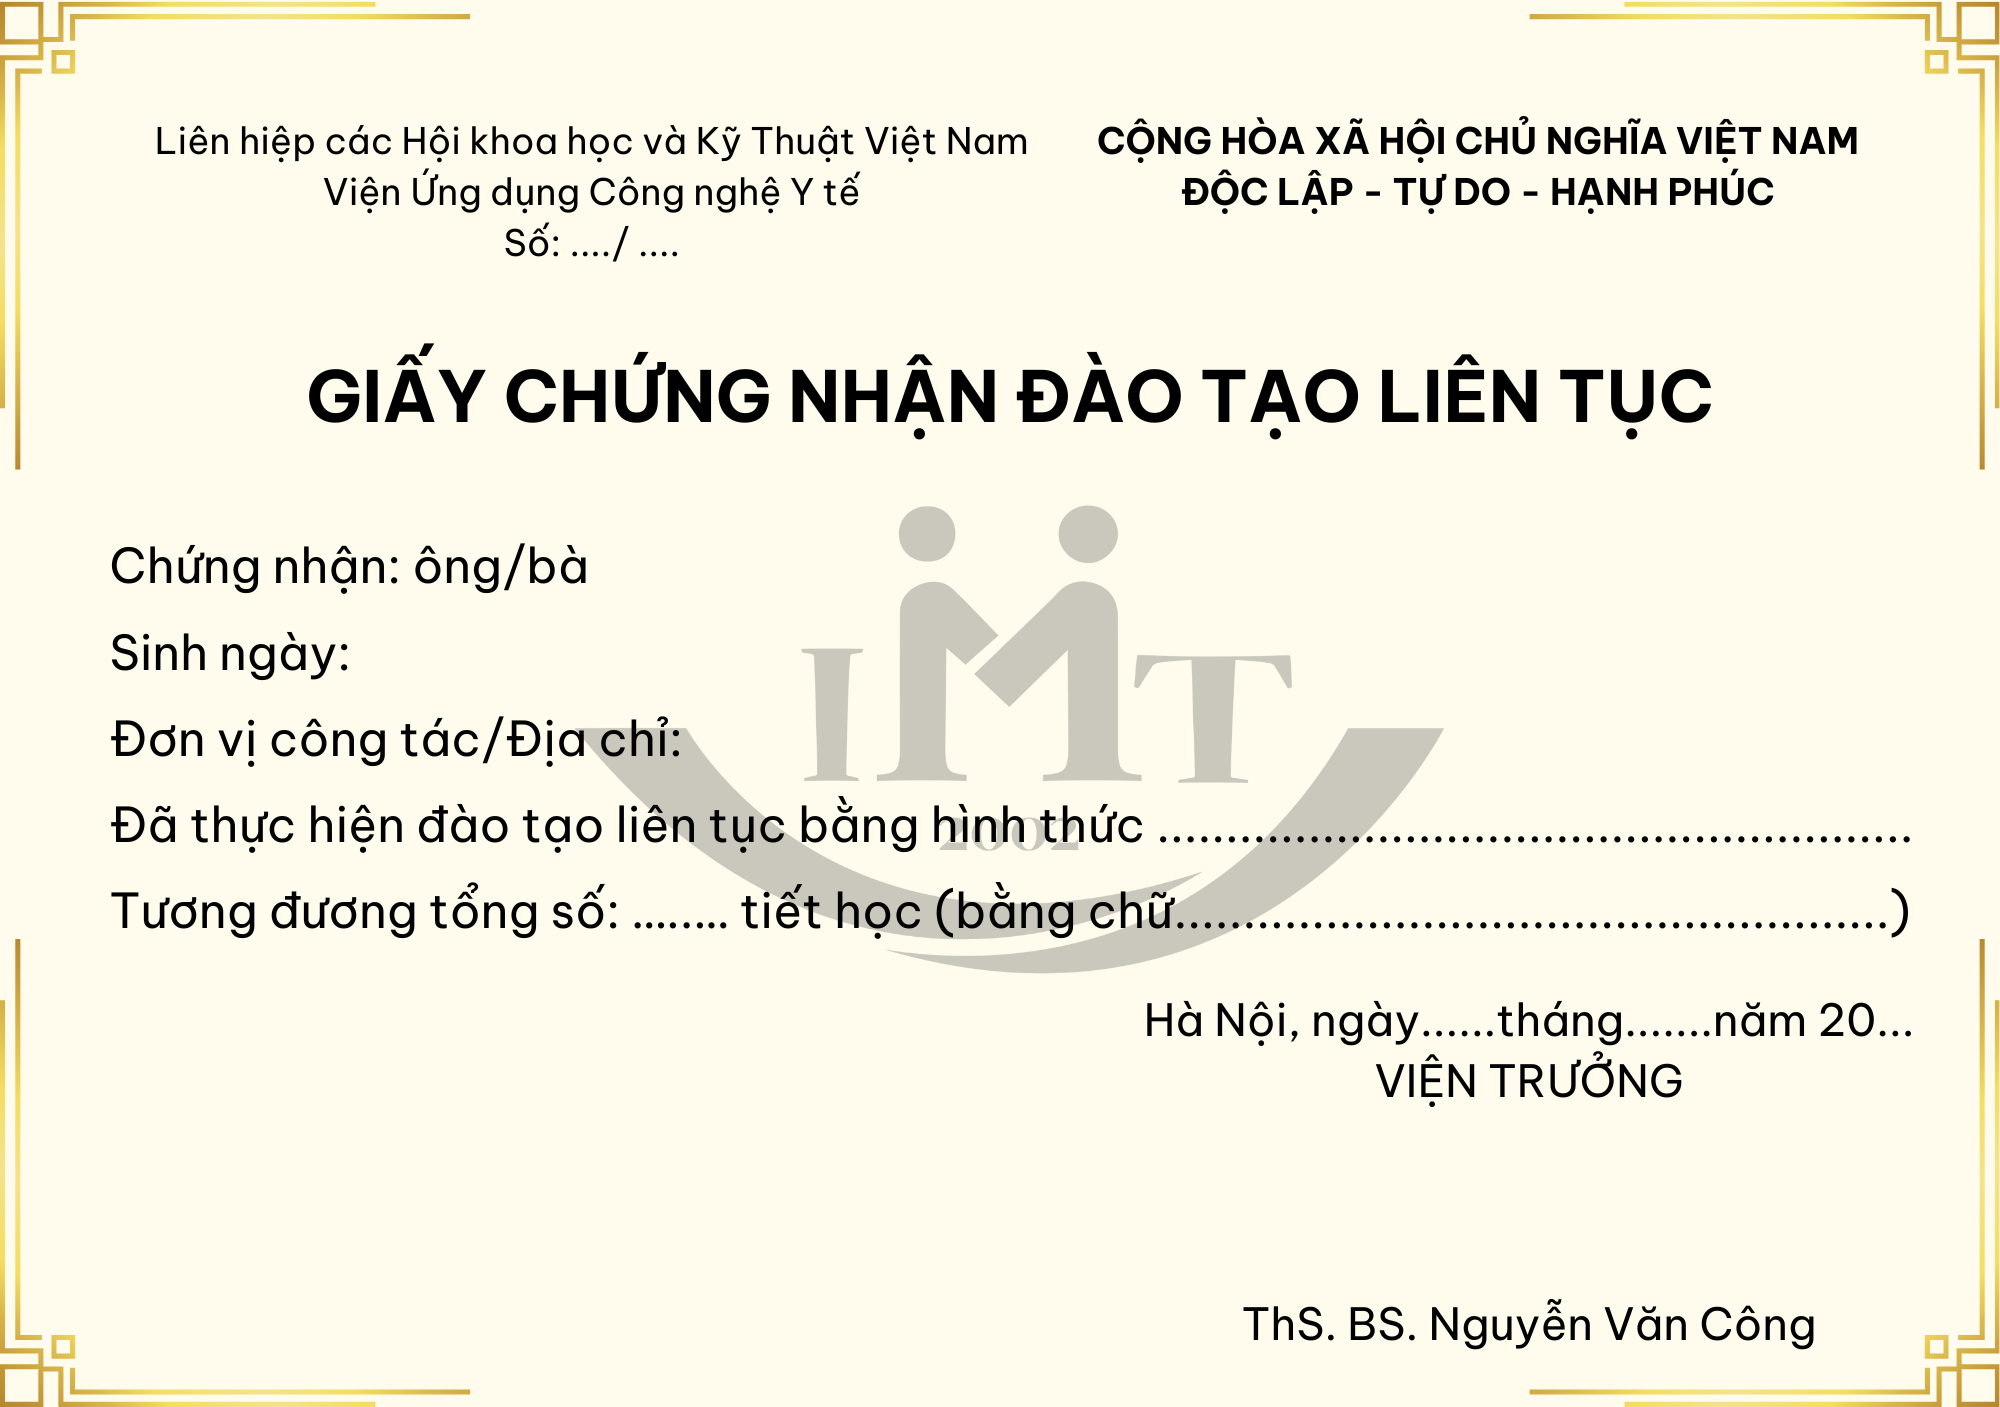 Liên hiệp các Hội khoa học và Kỹ Thuật Việt Nam
Viện Ứng dụng Công nghệ Y tế
Số: ..../ ....
CỘNG HÒA XÃ HỘI CHỦ NGHĨA VIỆT NAM
ĐỘC LẬP - TỰ DO - HẠNH PHÚC
GIẤY CHỨNG NHẬN ĐÀO TẠO LIÊN TỤC
Chứng nhận: ông/bà
Sinh ngày:
IMT
Đơn vị công tác/Địa chỉ:
Đã thực hiện đào tạo liên tục bằng hình thức .......................................................
2002
Tương đương tổng số: ........ tiết học (bằng chữ....................................................)
Hà Nội, ngày......tháng.......năm 20...
VIỆN TRƯỞNG
ThS. BS. Nguyễn Văn Công